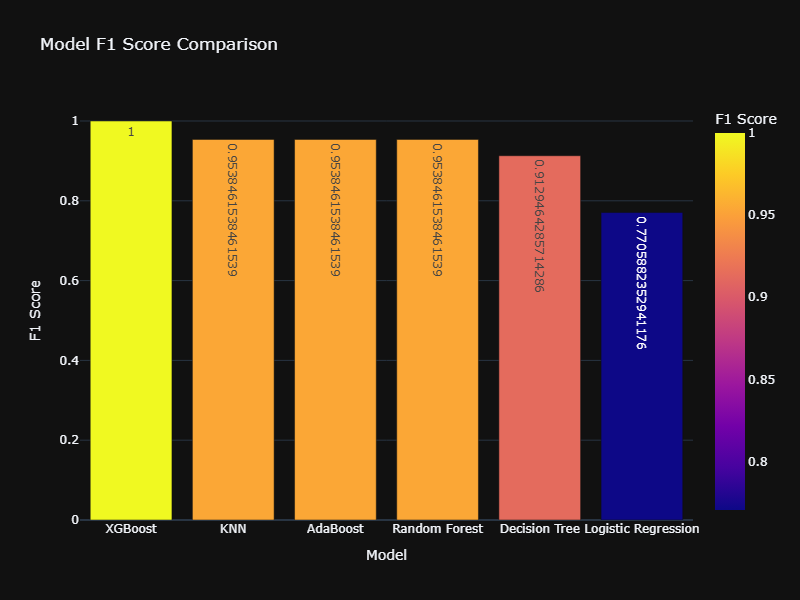 Model F1 Score Comparison
F1 Score
1
0.95
0.9
0.85
0.8
F1 Score
1
0.8
0.6
0.4
0.2
0
1
0.9538461538461539
0.9538461538461539
0.9538461538461539
0.9129464285714286
0.7705882352941176
XGBoost
KNN
AdaBoost
Random Forest
Decision Tree
Logistic Regression
Model